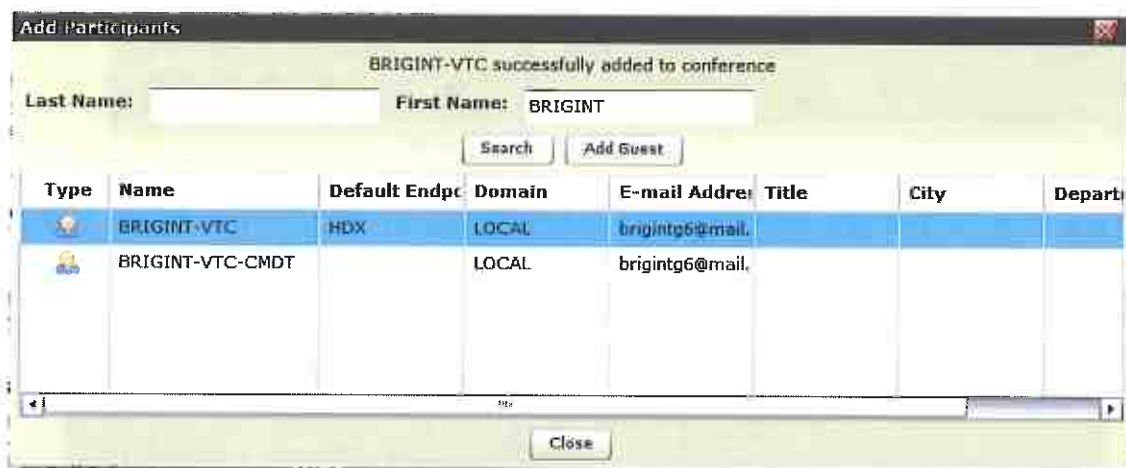 Add Participants
BRIGINT-VTC successfully added to conference
Last Name: First Name: BRIGINT
Search Add Guest
Type Name Default Endpc Domain E-mail Addre Title City Depart
BRIGINT-VTC HDX LOCAL brigintg6@mail.
BRIGINT-VTC-CMDT LOCAL brigintg6@mail.
Close